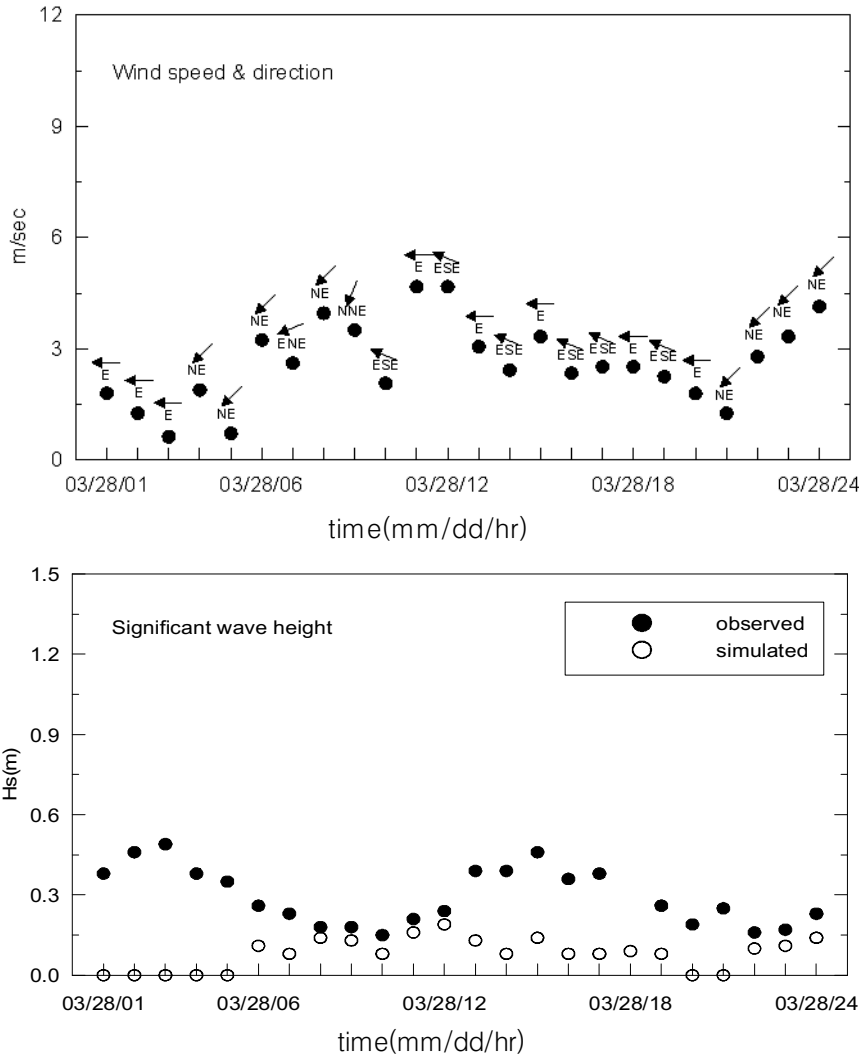 12
Wind speed & direction
9
m/sec
6
E ESE
NE NE NNE
NE ENE E E
3 NE ESE ESE ESE ESE E ESE NE NE NE
E E E NE E NE
0
03/28/01 03/28/06 03/28/12 03/28/18 03/28/24
time(mm/dd/hr)
1.5
Significant wave height
observed
simulated
1.2
0.9
Hs(m)
0.6
0.3
0.0
03/28/01 03/28/06 03/28/12 03/28/18 03/28/24
time(mm/dd/hr)